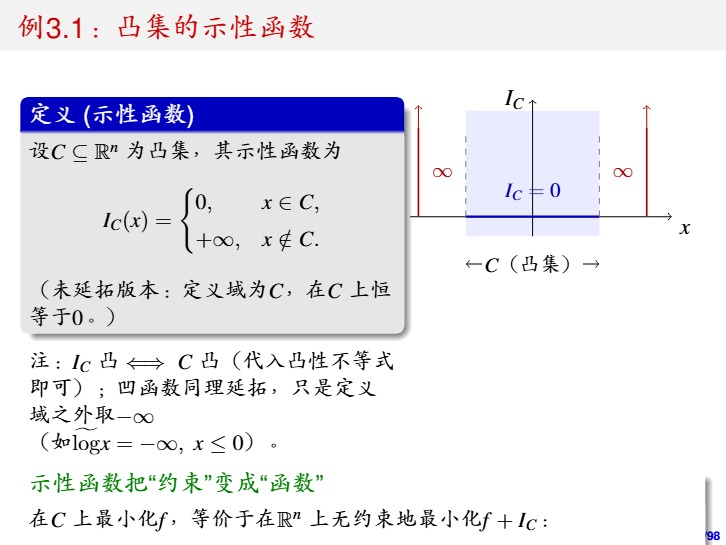 例3.1：凸集的示性函数
定义 (示性函数)
设C ⊆ ℝⁿ 为凸集，其示性函数为
I_C(x) = { 0, x ∈ C,
+∞, x ∉ C.
（未延拓版本：定义域为C，在C 上恒
等于0。）
I_C
∞
∞
I_C = 0
x
←C（凸集）→
注：I_C 凸 ⟺ C 凸（代入凸性不等式
即可）；凹函数同理延拓，只是定义
域之外取−∞
（如l͠ogx = −∞, x ≤ 0）。
示性函数把“约束”变成“函数”
在C 上最小化f，等价于在ℝⁿ 上无约束地最小化f + I_C：
/98